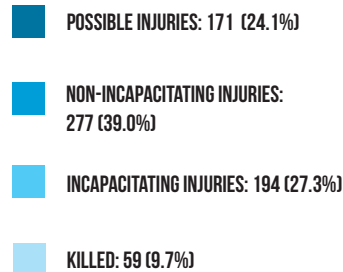 POSSIBLE INJURIES: 171 (24.1%)
NON-INCAPACITATING INJURIES:
277 (39.0%)
INCAPACITATING INJURIES: 194 (27.3%)
KILLED: 59 (9.7%)